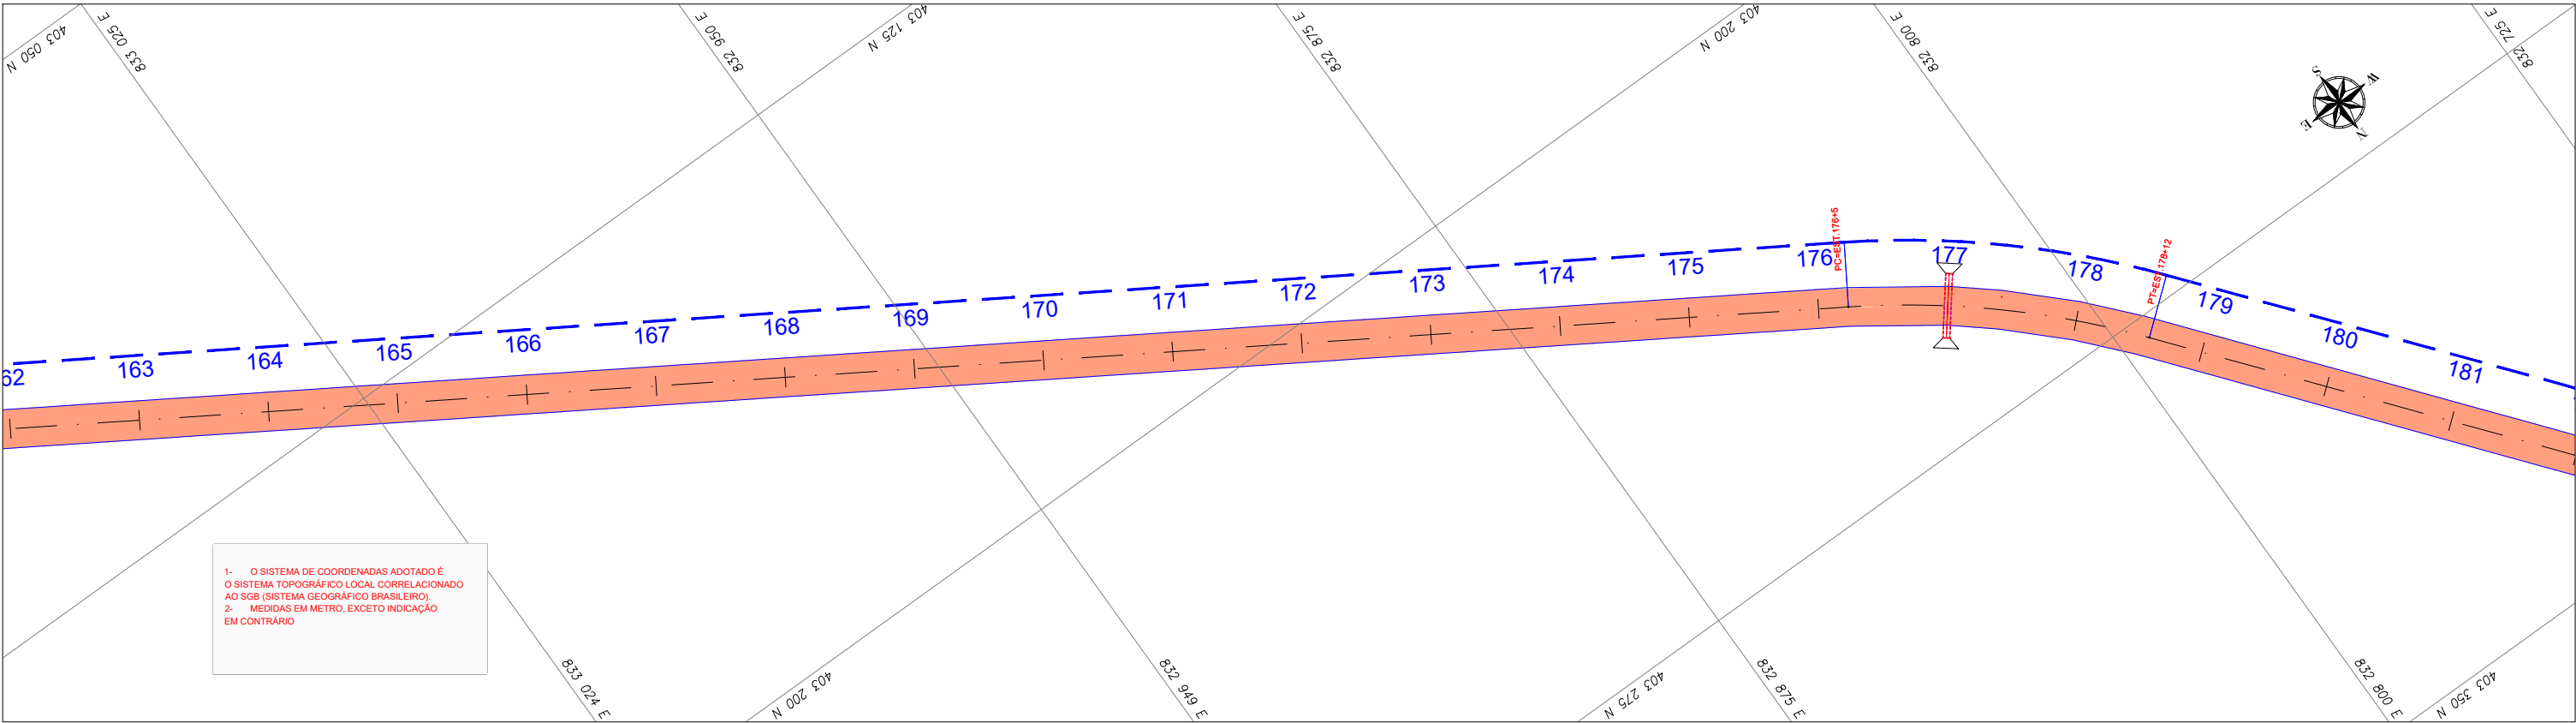 403 050 N
833 025 E
832 950 E
403 125 N
832 875 E
403 200 N
832 800 E
832 725 E
S
W
E
N
62
163
164
165
166
167
168
169
170
171
172
173
174
175
176
PC=EST.176+5
177
178
PT=EST.178+12
179
180
181
1- O SISTEMA DE COORDENADAS ADOTADO É
O SISTEMA TOPOGRÁFICO LOCAL CORRELACIONADO
AO SGB (SISTEMA GEOGRÁFICO BRASILEIRO).
2- MEDIDAS EM METRO, EXCETO INDICAÇÃO
EM CONTRÁRIO
833 024 E
403 200 N
832 949 E
403 275 N
832 875 E
832 800 E
403 350 N